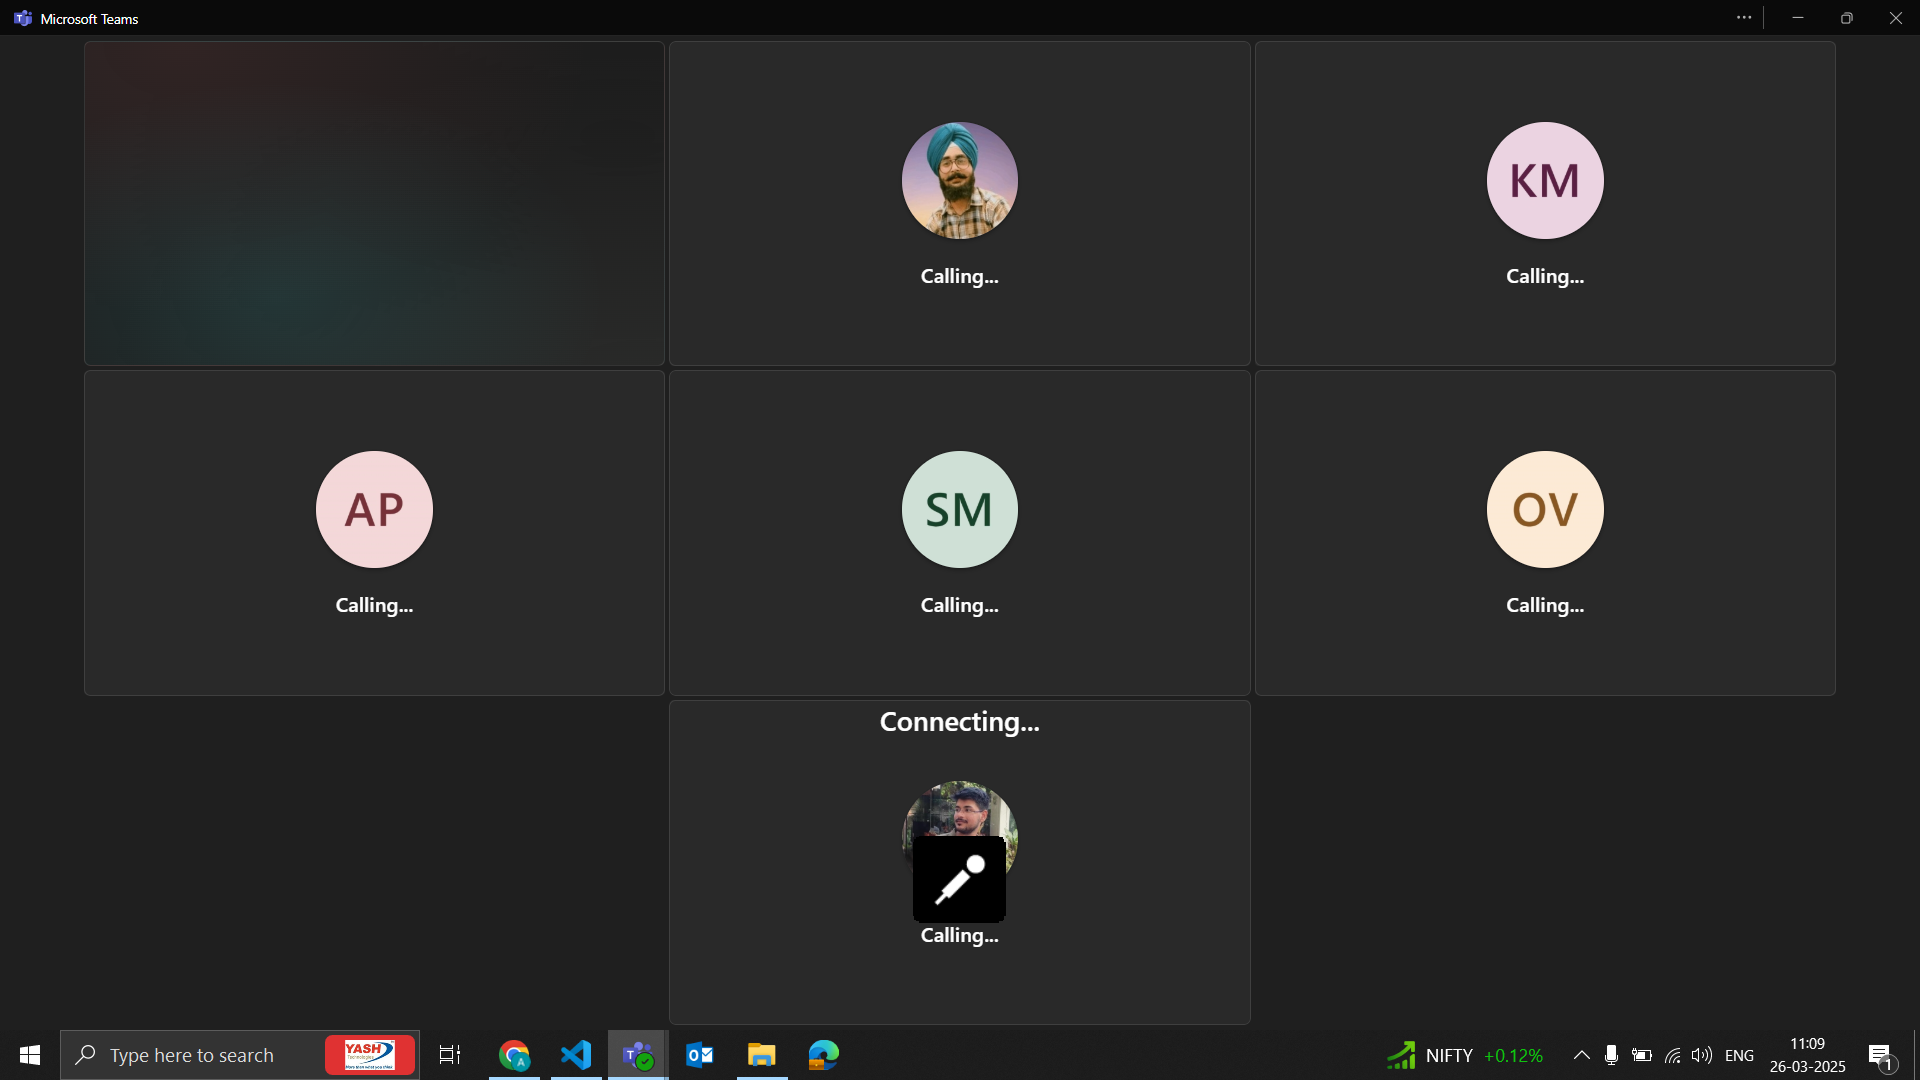 Microsoft Teams
KM
Calling...
Calling...
AP
SM
OV
Calling...
Calling...
Calling...
Connecting...
Calling...
Type here to search
YASH
NIFTY +0.12%
ENG
11:09
26-03-2025
1